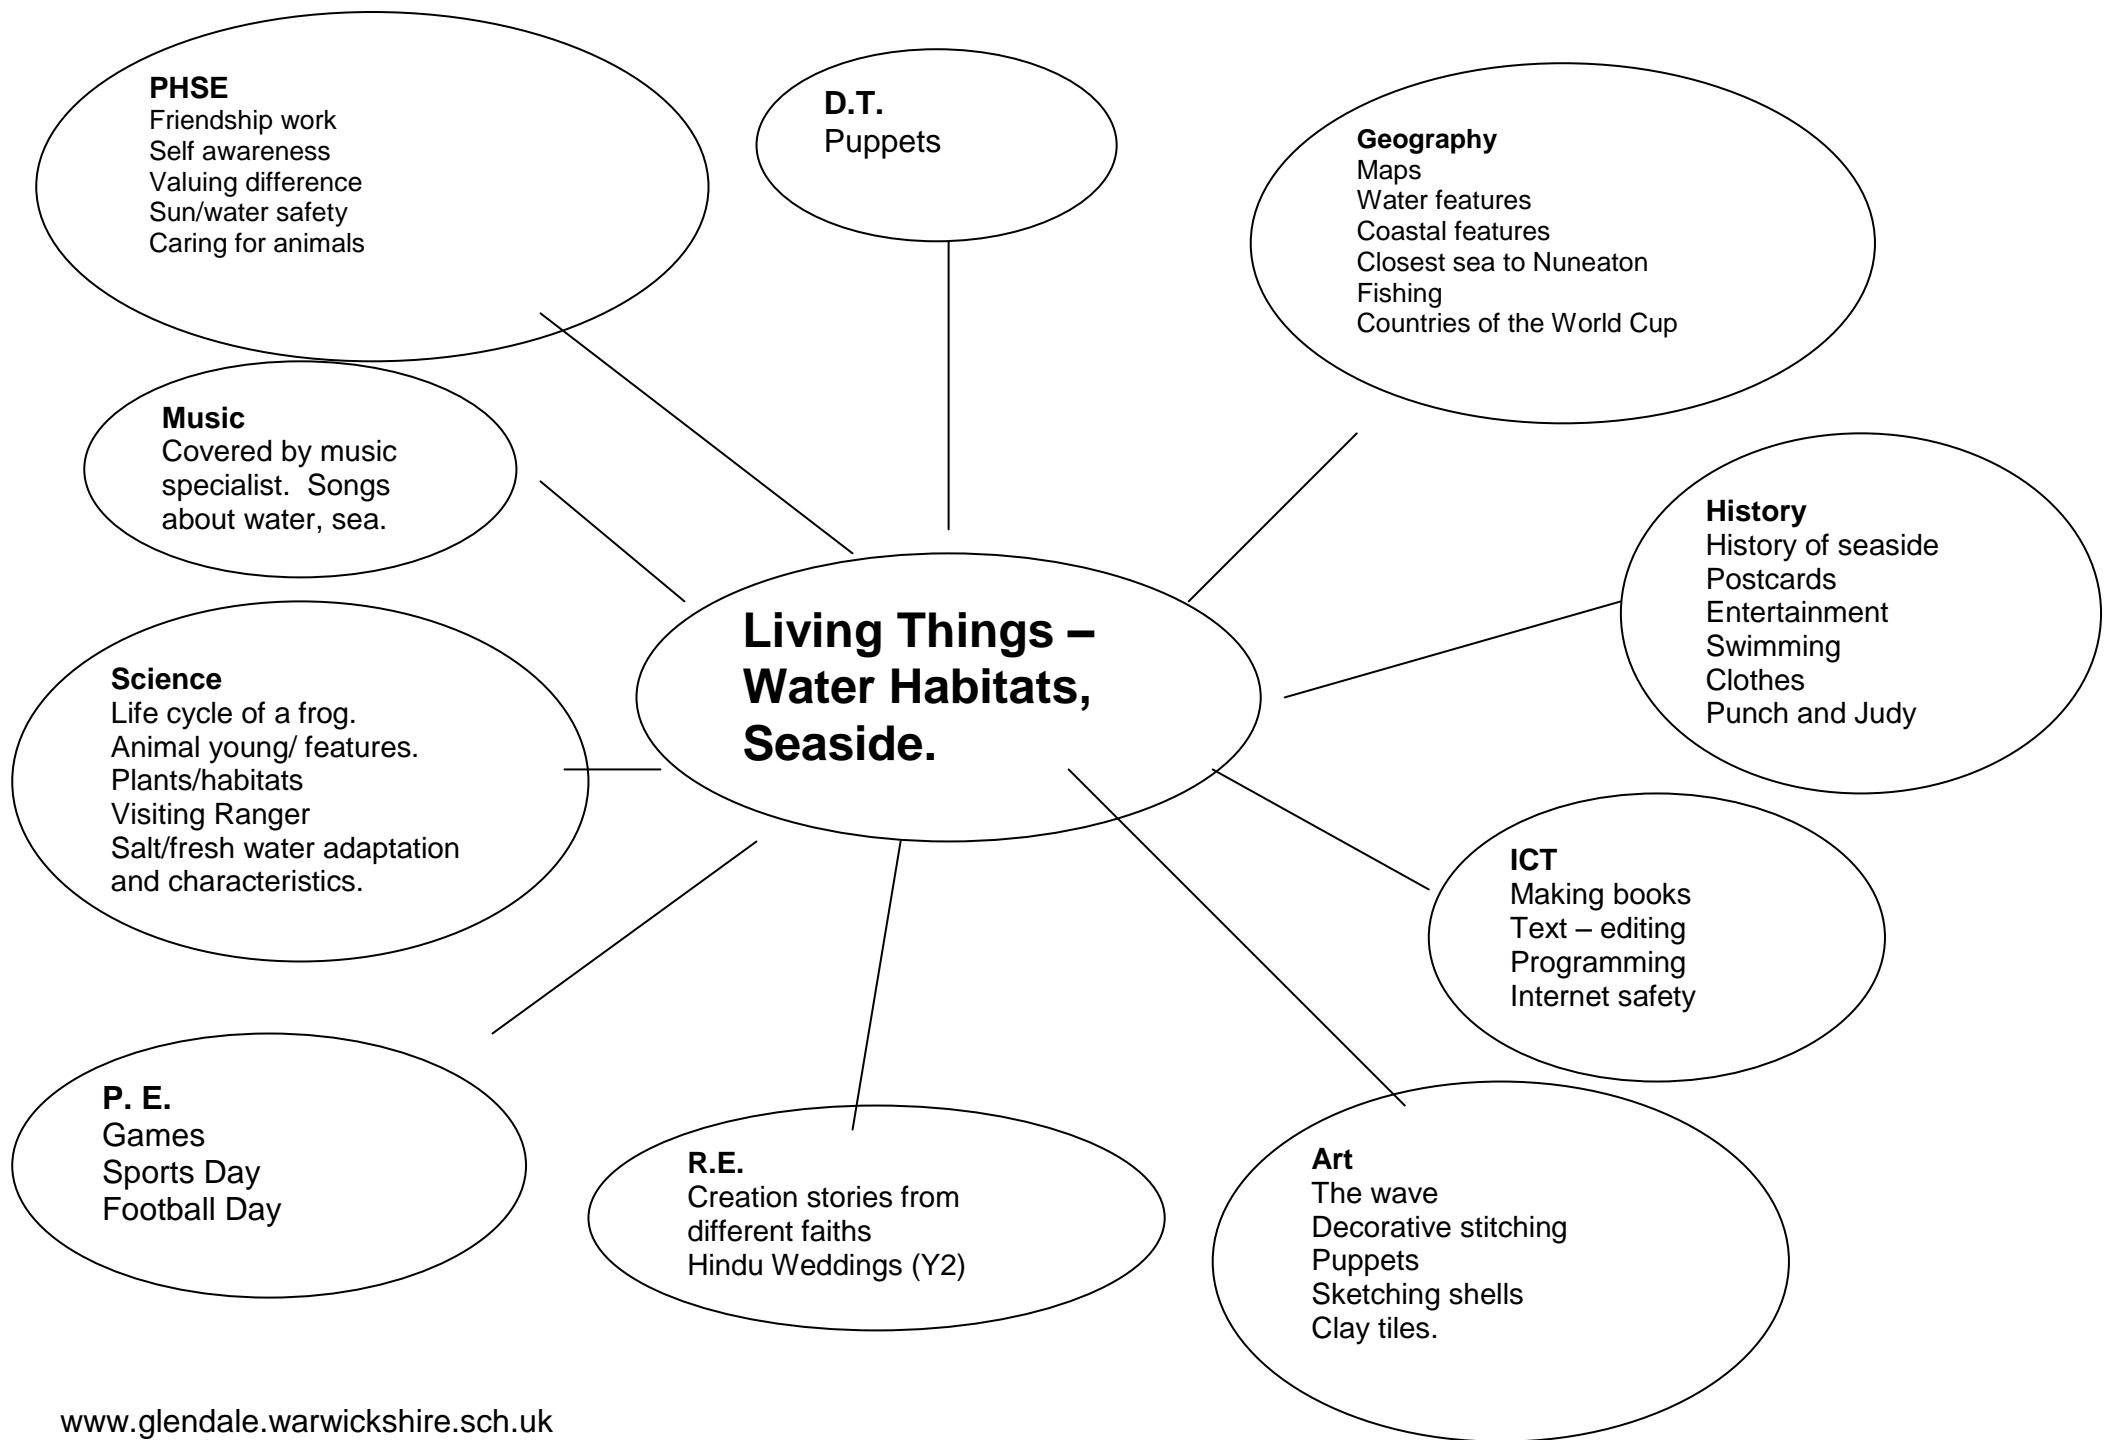 PHSE
Friendship work
Self awareness
Valuing difference
Sun/water safety
Caring for animals
D.T.
Puppets
Geography
Maps
Water features
Coastal features
Closest sea to Nuneaton
Fishing
Countries of the World Cup
Music
Covered by music
specialist.  Songs
about water, sea.
History
History of seaside
Postcards
Entertainment
Swimming
Clothes
Punch and Judy
Living Things –
Water Habitats,
Seaside.
Science
Life cycle of a frog.
Animal young/ features.
Plants/habitats
Visiting Ranger
Salt/fresh water adaptation
and characteristics.
ICT
Making books
Text – editing
Programming
Internet safety
P. E.
Games
Sports Day
Football Day
R.E.
Creation stories from
different faiths
Hindu Weddings (Y2)
Art
The wave
Decorative stitching
Puppets
Sketching shells
Clay tiles.
www.glendale.warwickshire.sch.uk